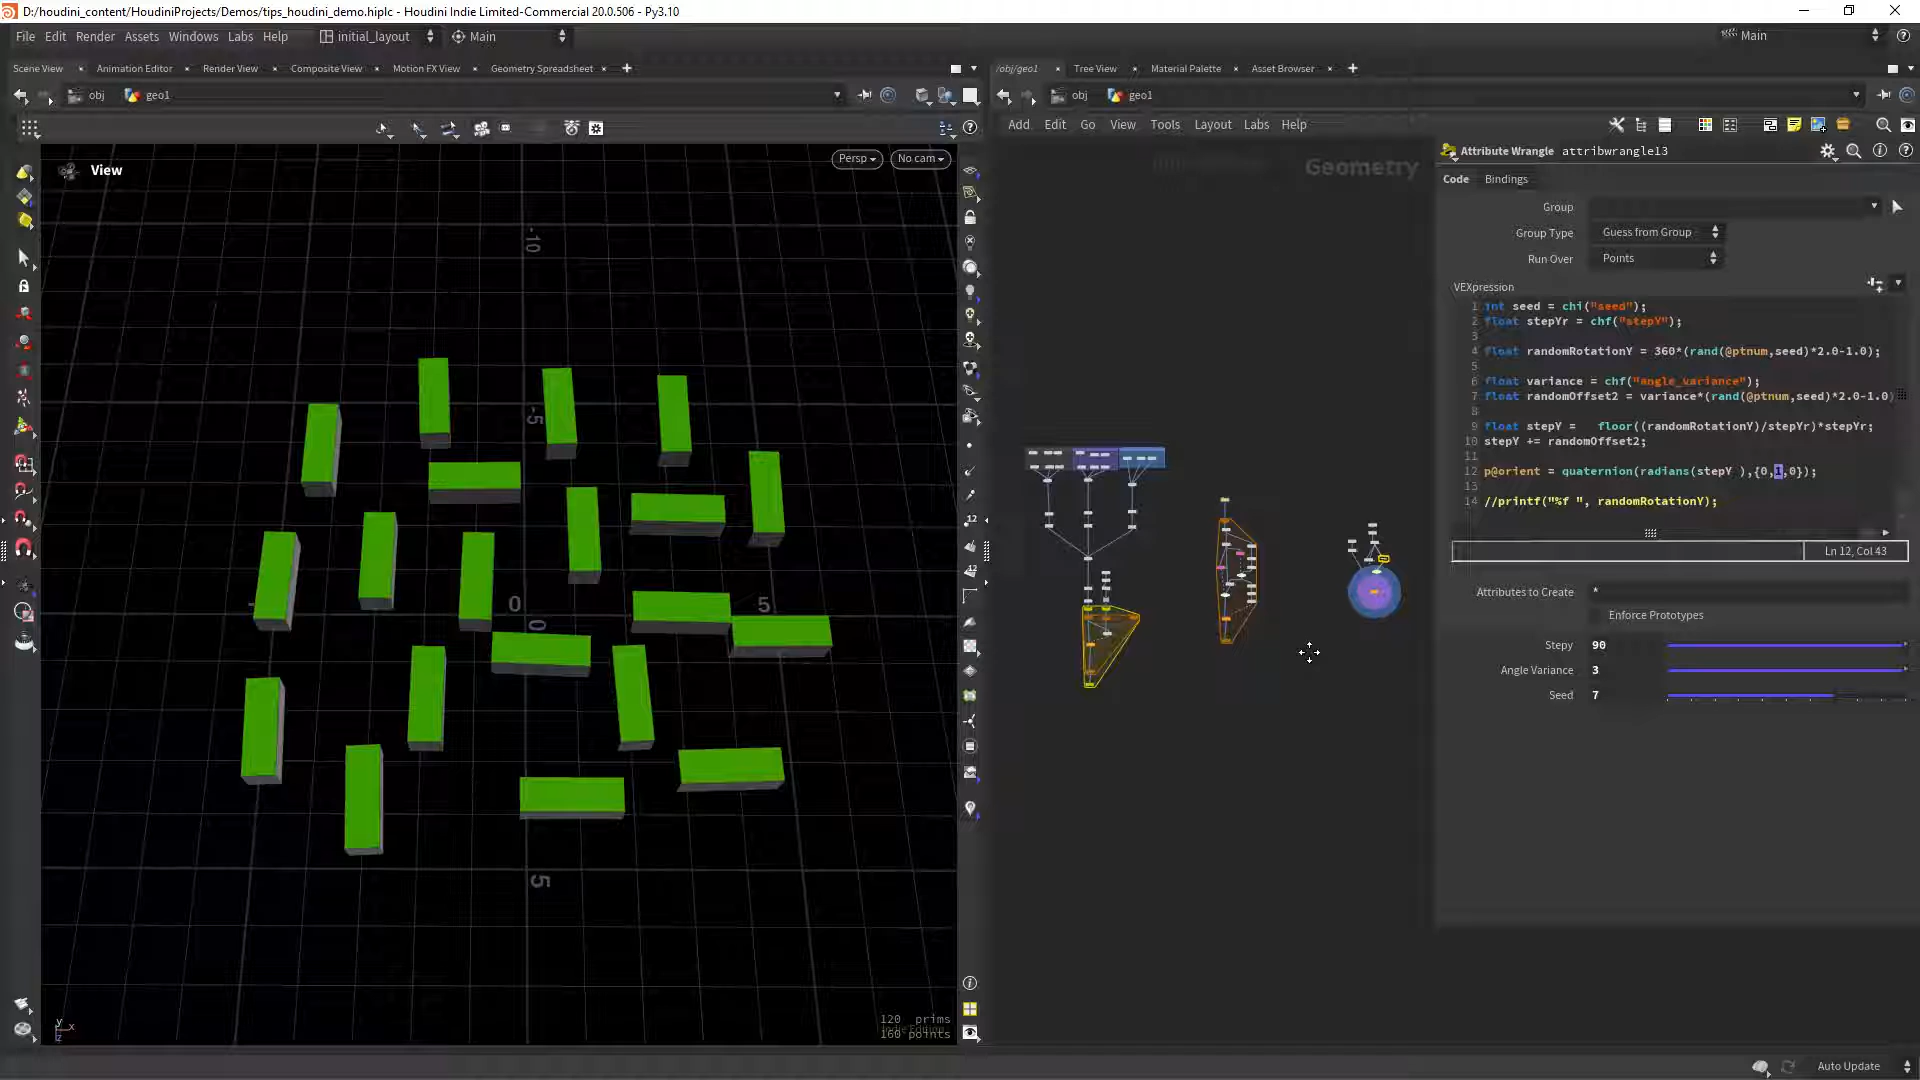 D:/houdini_content/HoudiniProjects/Demos/tips_houdini_demo.hiplc - Houdini Indie Limited-Commercial 20.0.506 - Py3.10
File Edit Render Assets Windows Labs Help initial_layout Main Main
Scene View Animation Editor Render View Composite View Motion FX View Geometry Spreadsheet
/obj/geo1 Tree View Material Palette Asset Browser
obj geo1
obj geo1
Add Edit Go View Tools Layout Labs Help
View
Persp No cam
Geometry
Attribute Wrangle attribwrangle13
Code Bindings
Group
Group Type Guess from Group
Run Over Points
VEXpression
1 int seed = chi("seed");
2 float stepYr = chf("stepY");
3
4 float randomRotationY = 360*(rand(@ptnum,seed)*2.0-1.0);
5
6 float variance = chf("angle_variance");
7 float randomOffset2 = variance*(rand(@ptnum,seed)*2.0-1.0)
8
9 float stepY = floor((randomRotationY)/stepYr)*stepYr;
10 stepY += randomOffset2;
11
12 p@orient = quaternion(radians(stepY ),{0,1,0});
13
14 //printf("%f ", randomRotationY);
Ln 12, Col 43
Attributes to Create *
Enforce Prototypes
Stepy 90
Angle Variance 3
Seed 7
-10
-5
0
0
5
5
12
12
y
x
z
120 prims
160 points
Auto Update